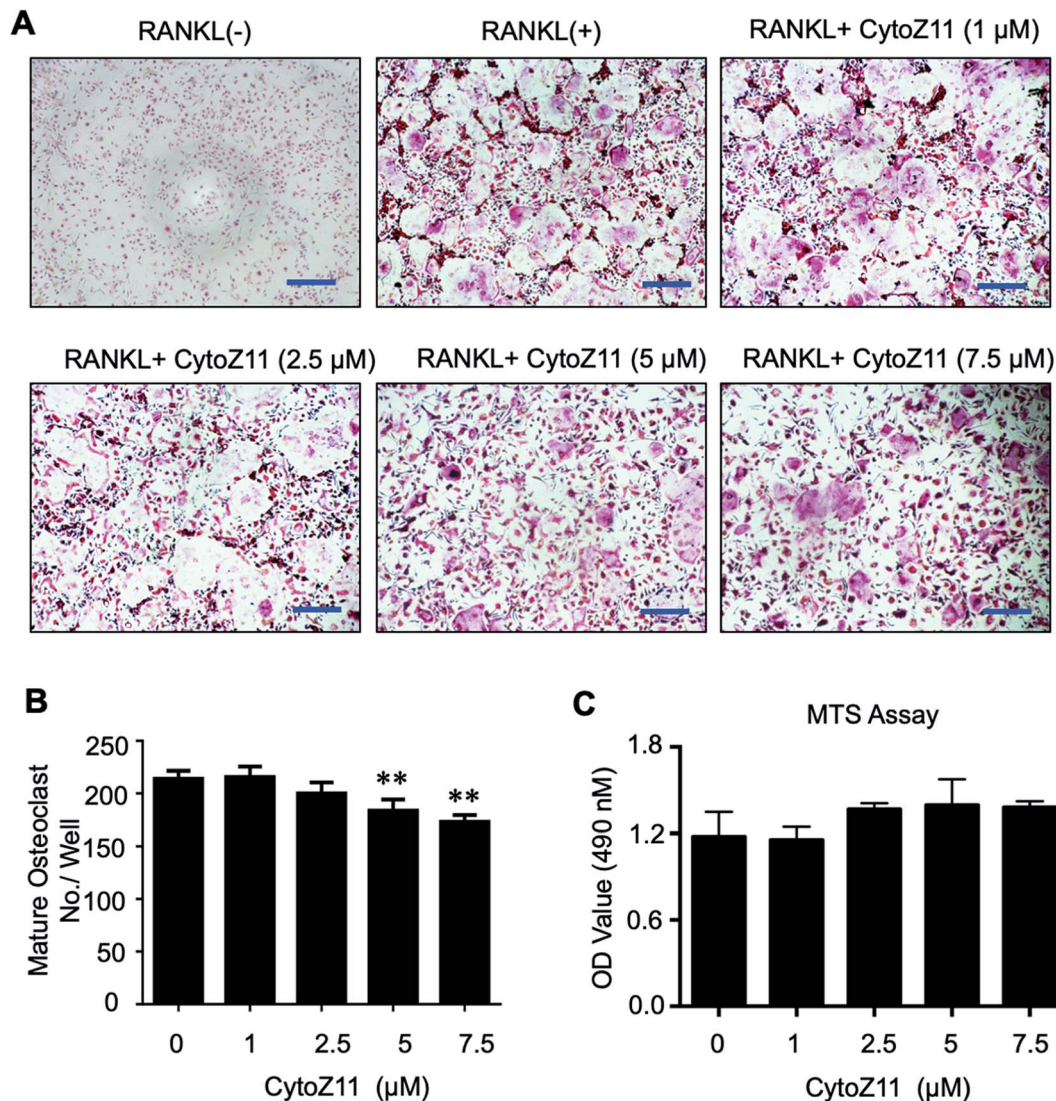 A
RANKL(-)
RANKL(+)
RANKL+ CytoZ11 (1 µM)
RANKL+ CytoZ11 (2.5 µM)
RANKL+ CytoZ11 (5 µM)
RANKL+ CytoZ11 (7.5 µM)
B
Mature Osteoclast
No./ Well
250
200
150
100
50
0
**
**
0 1 2.5 5 7.5
CytoZ11 (µM)
C
MTS Assay
OD Value (490 nM)
1.8
1.2
0.6
0.0
0 1 2.5 5 7.5
CytoZ11 (µM)